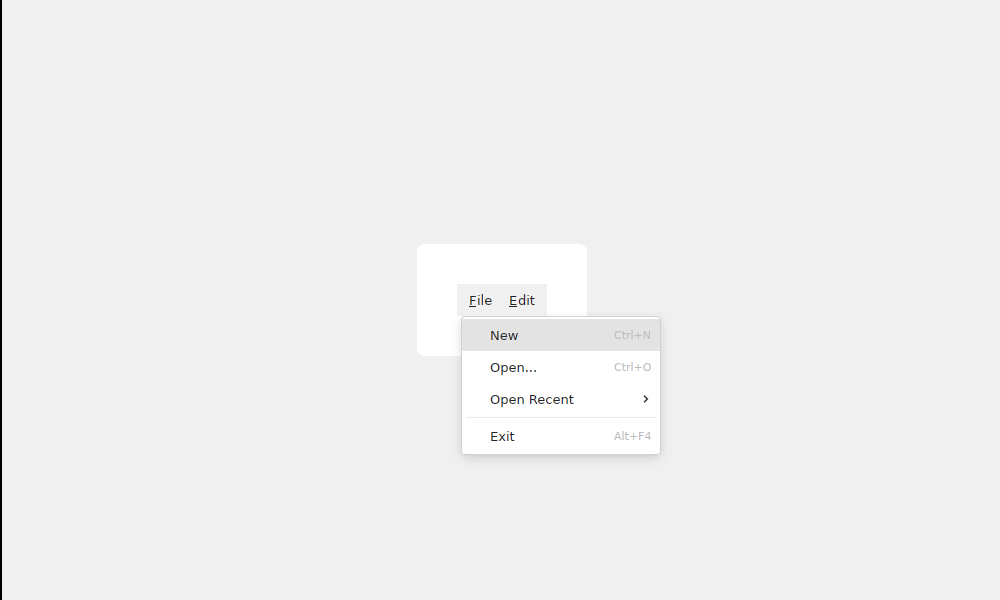 File Edit
New Ctrl+N
Open... Ctrl+O
Open Recent
Exit Alt+F4